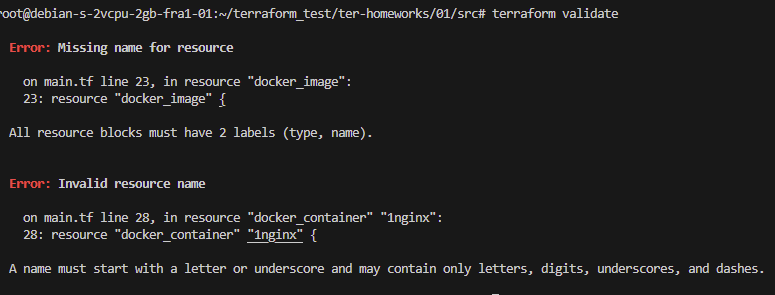 root@debian-s-2vcpu-2gb-fra1-01:~/terraform_test/ter-homeworks/01/src# terraform validate
Error: Missing name for resource
on main.tf line 23, in resource "docker_image":
23: resource "docker_image" {
All resource blocks must have 2 labels (type, name).
Error: Invalid resource name
on main.tf line 28, in resource "docker_container" "1nginx":
28: resource "docker_container" "1nginx" {
A name must start with a letter or underscore and may contain only letters, digits, underscores, and dashes.